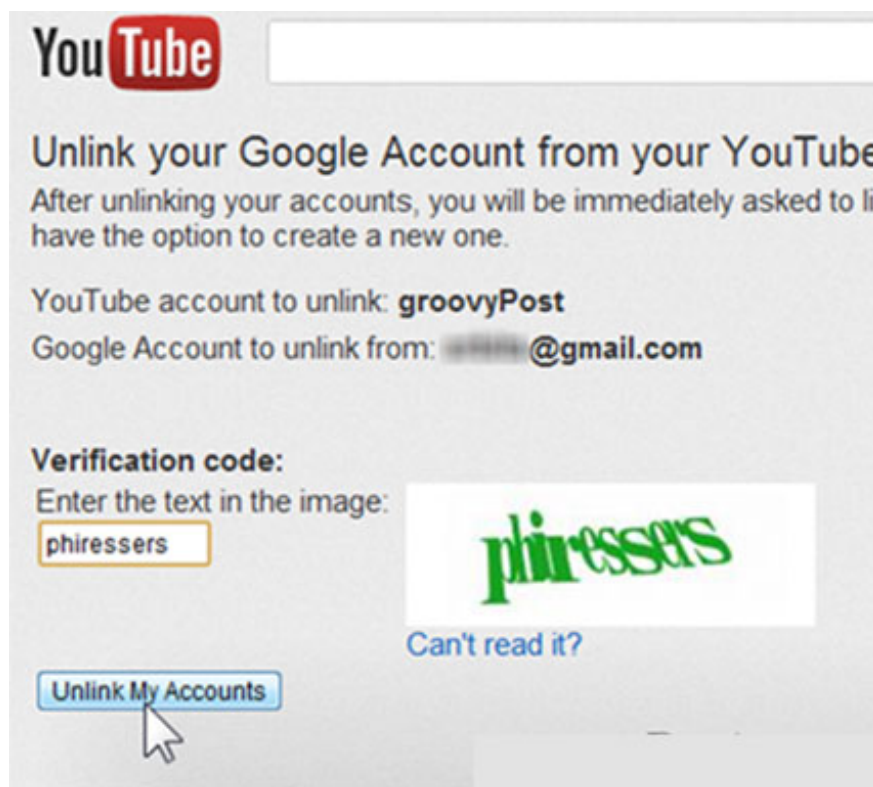 YouTube
Unlink your Google Account from your YouTube
After unlinking your accounts, you will be immediately asked to li
have the option to create a new one.
YouTube account to unlink: groovyPost
Google Account to unlink from: @gmail.com
Verification code:
Enter the text in the image:
phiressers
phiressers
Can't read it?
Unlink My Accounts